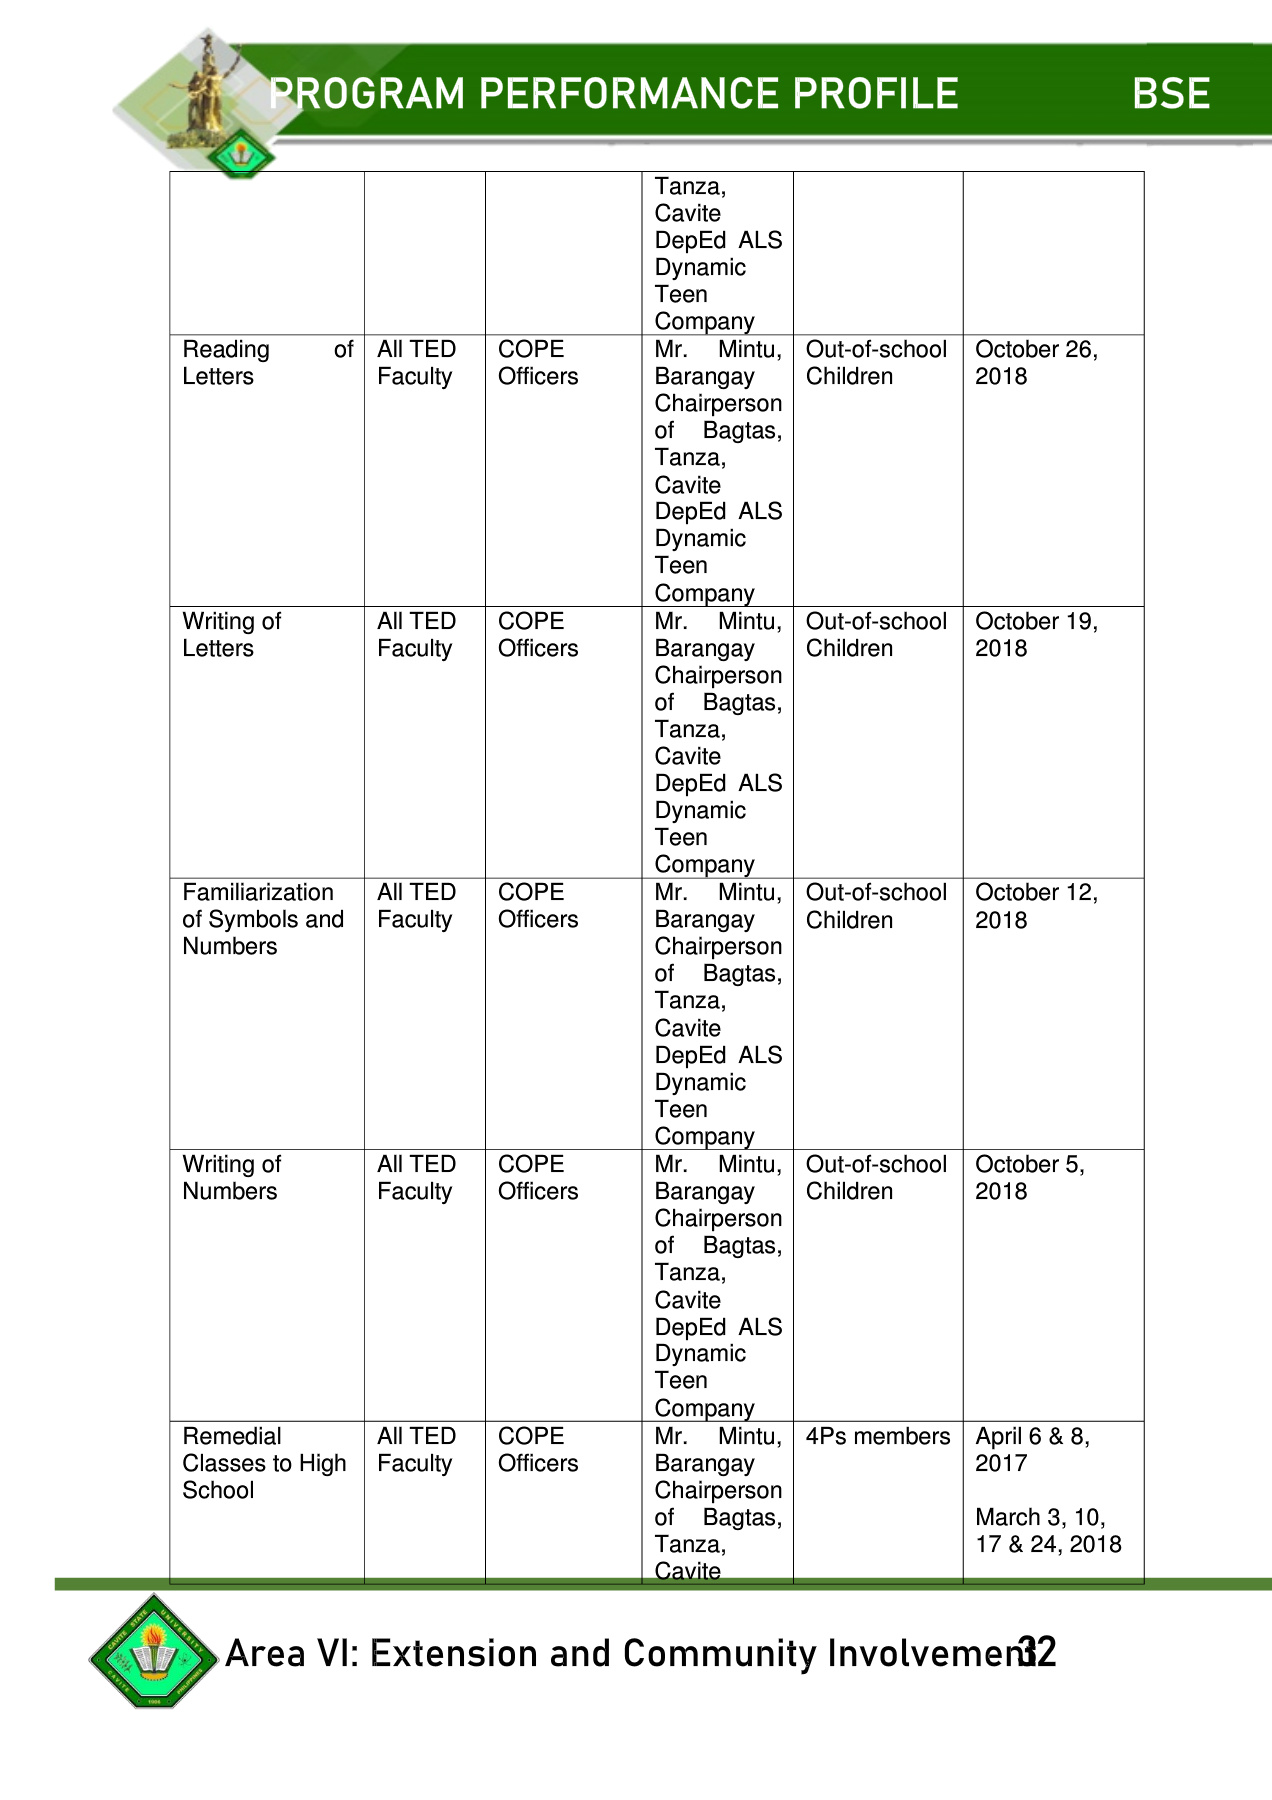 PROGRAM PERFORMANCE PROFILE BSE
Tanza,
Cavite
DepEd ALS
Dynamic
Teen
Company
Reading of
Letters
All TED
Faculty
COPE
Officers
Mr. Mintu,
Barangay
Chairperson
of Bagtas,
Tanza,
Cavite
DepEd ALS
Dynamic
Teen
Company
Out-of-school
Children
October 26,
2018
Writing of
Letters
All TED
Faculty
COPE
Officers
Mr. Mintu,
Barangay
Chairperson
of Bagtas,
Tanza,
Cavite
DepEd ALS
Dynamic
Teen
Company
Out-of-school
Children
October 19,
2018
Familiarization
of Symbols and
Numbers
All TED
Faculty
COPE
Officers
Mr. Mintu,
Barangay
Chairperson
of Bagtas,
Tanza,
Cavite
DepEd ALS
Dynamic
Teen
Company
Out-of-school
Children
October 12,
2018
Writing of
Numbers
All TED
Faculty
COPE
Officers
Mr. Mintu,
Barangay
Chairperson
of Bagtas,
Tanza,
Cavite
DepEd ALS
Dynamic
Teen
Company
Out-of-school
Children
October 5,
2018
Remedial
Classes to High
School
All TED
Faculty
COPE
Officers
Mr. Mintu,
Barangay
Chairperson
of Bagtas,
Tanza,
Cavite
4Ps members
April 6 & 8,
2017
March 3, 10,
17 & 24, 2018
CAVITE STATE UNIVERSITY
CAVITE
PHILIPPINES
1906
Area VI: Extension and Community Involvement
32